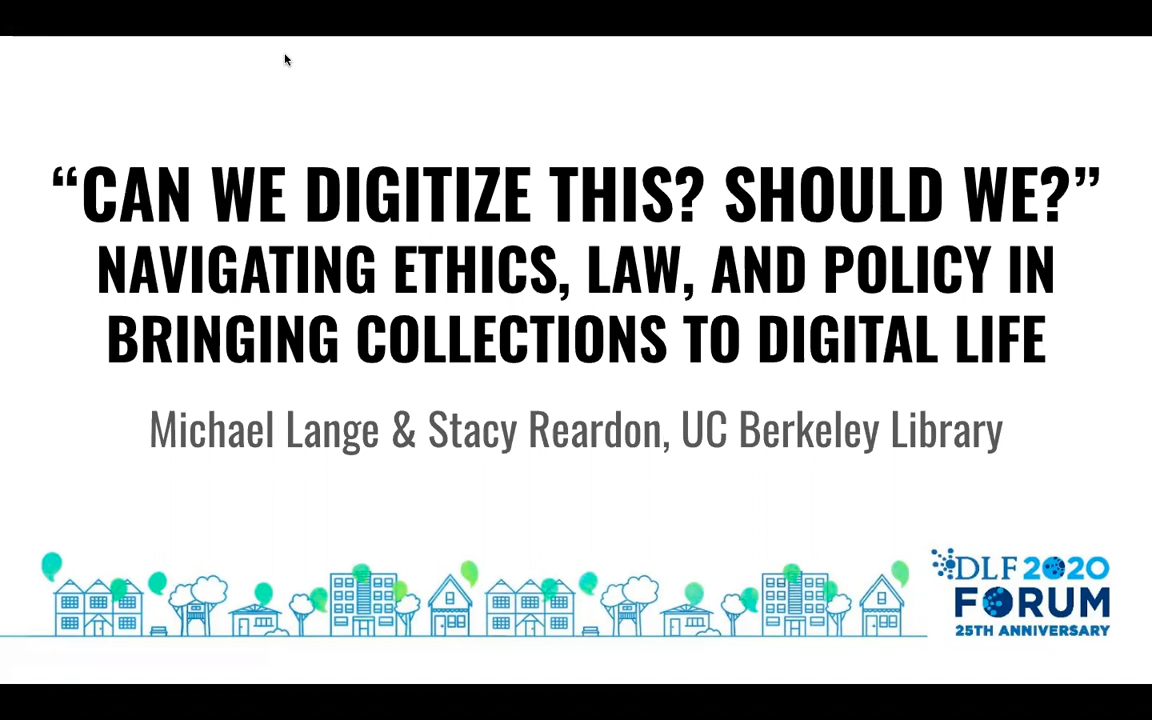 “CAN WE DIGITIZE THIS? SHOULD WE?”
NAVIGATING ETHICS, LAW, AND POLICY IN
BRINGING COLLECTIONS TO DIGITAL LIFE
Michael Lange & Stacy Reardon, UC Berkeley Library
DLF 2020
FORUM
25TH ANNIVERSARY